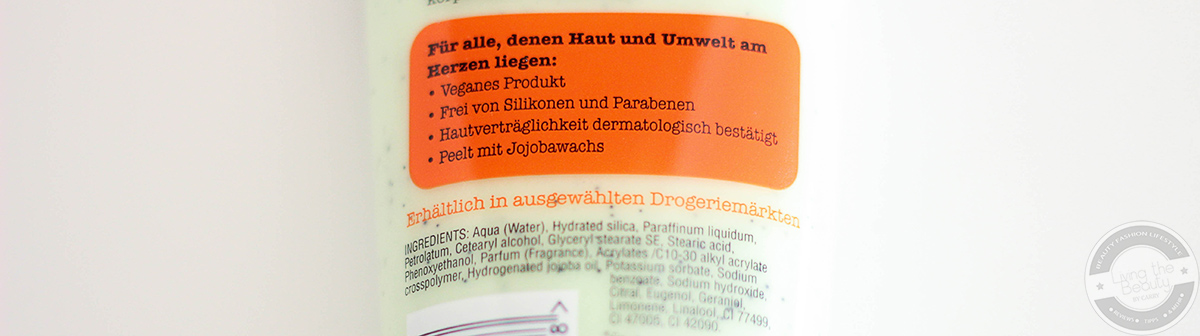 Für alle, denen Haut und Umwelt am
Herzen liegen:
• Veganes Produkt
• Frei von Silikonen und Parabenen
• Hautverträglichkeit dermatologisch bestätigt
• Peelt mit Jojobawachs
Erhältlich in ausgewählten Drogeriemärkten
INGREDIENTS: Aqua (Water), Hydrated silica, Paraffinum liquidum,
Petrolatum, Cetearyl alcohol, Glyceryl stearate SE, Stearic acid,
Phenoxyethanol, Parfum (Fragrance), Acrylates /C10-30 alkyl acrylate
crosspolymer, Hydrogenated jojoba oil, Potassium sorbate, Sodium
benzoate, Sodium hydroxide,
Citral, Eugenol, Geraniol,
Limonene, Linalool, CI 77499,
CI 47005, CI 42090.
BEAUTY FASHION LIFESTYLE
Living the
Beauty